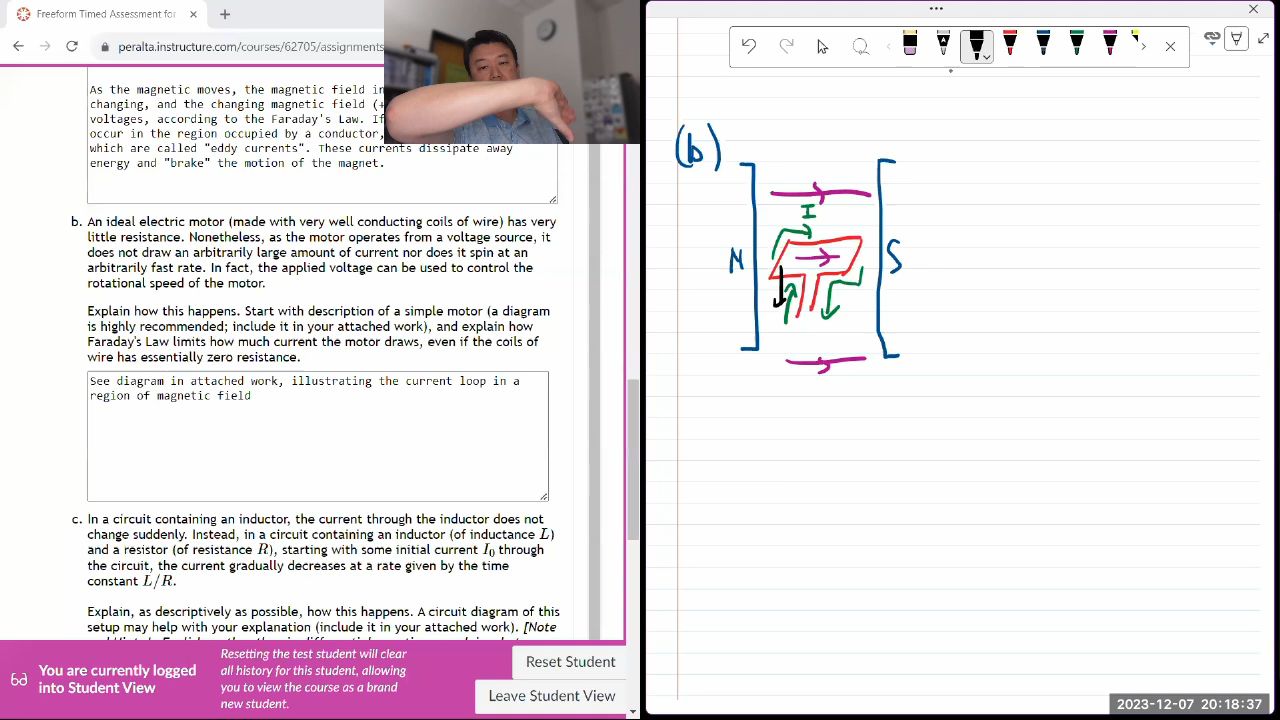 Freeform Timed Assessment for
peralta.instructure.com/courses/62705/assignments
As the magnetic moves, the magnetic field in
changing, and the changing magnetic field (+
voltages, according to the Faraday's Law. If
occur in the region occupied by a conductor,
which are called "eddy currents". These currents dissipate away
energy and "brake" the motion of the magnet.
b. An ideal electric motor (made with very well conducting coils of wire) has very
little resistance. Nonetheless, as the motor operates from a voltage source, it
does not draw an arbitrarily large amount of current nor does it spin at an
arbitrarily fast rate. In fact, the applied voltage can be used to control the
rotational speed of the motor.
Explain how this happens. Start with description of a simple motor (a diagram
is highly recommended; include it in your attached work), and explain how
Faraday's Law limits how much current the motor draws, even if the coils of
wire has essentially zero resistance.
See diagram in attached work, illustrating the current loop in a
region of magnetic field
c. In a circuit containing an inductor, the current through the inductor does not
change suddenly. Instead, in a circuit containing an inductor (of inductance L)
and a resistor (of resistance R), starting with some initial current I₀ through
the circuit, the current gradually decreases at a rate given by the time
constant L/R.
Explain, as descriptively as possible, how this happens. A circuit diagram of this
setup may help with your explanation (include it in your attached work). [Note
You are currently logged
into Student View
Resetting the test student will clear
all history for this student, allowing
you to view the course as a brand
new student.
Reset Student
Leave Student View
(b)
I
N
S
2023-12-07 20:18:37